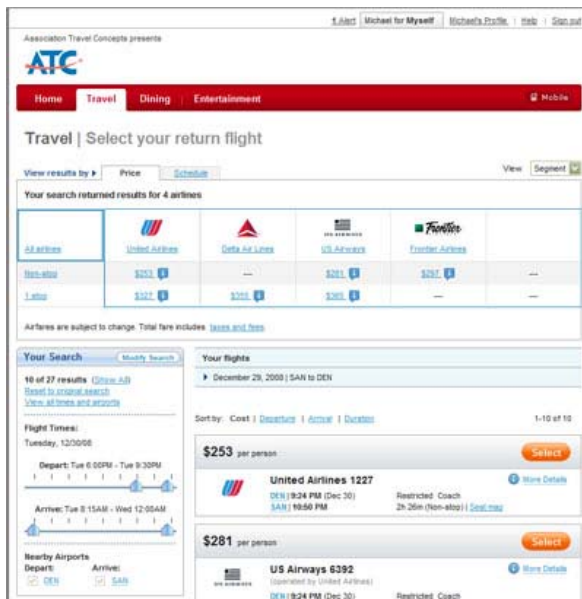 1 Alert Michael for Myself Michael's Profile | Help | Sign out
Association Travel Concepts presents
ATC
Home Travel Dining Entertainment Mobile
Travel | Select your return flight
View results by Price Schedule View Segment
Your search returned results for 4 airlines
US AIRWAYS Frontier
All airlines United Airlines Delta Air Lines US Airways Frontier Airlines
Non-stop $253 — $281 $297 —
1 stop $327 $355 $365 — —
Airfares are subject to change. Total fare includes taxes and fees
Your Search Modify Search
10 of 27 results (Show All)
Reset to original search
View all times and airports
Flight Times:
Tuesday, 12/30/08
Depart: Tue 6:00PM - Tue 9:30PM
Arrive: Tue 8:15AM - Wed 12:00AM
Nearby Airports
Depart: Arrive:
DEN SAN
Your flights
December 29, 2008 | SAN to DEN
Sort by: Cost | Departure | Arrival | Duration 1-10 of 10
$253 per person Select
United Airlines 1227 More Details
DEN | 9:24 PM (Dec 30) Restricted Coach
SAN | 10:50 PM 2h 26m (Non-stop) | Seat map
$281 per person Select
US AIRWAYS US Airways 6392 More Details
(operated by United Airlines)
DEN | 9:24 PM (Dec 30) Restricted Coach